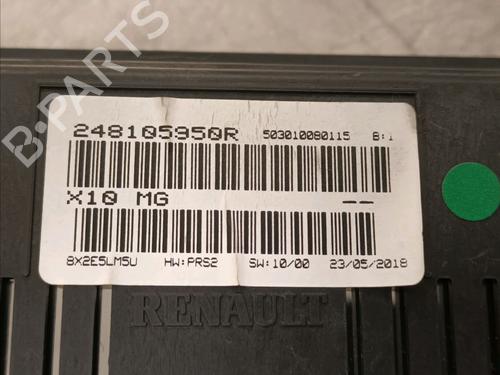 248105950R 503010080115 B:1
X10 MG --
8X2E5LM5U HW:PRS2 SW:10/00 23/05/2018
RENAULT
B-PARTS